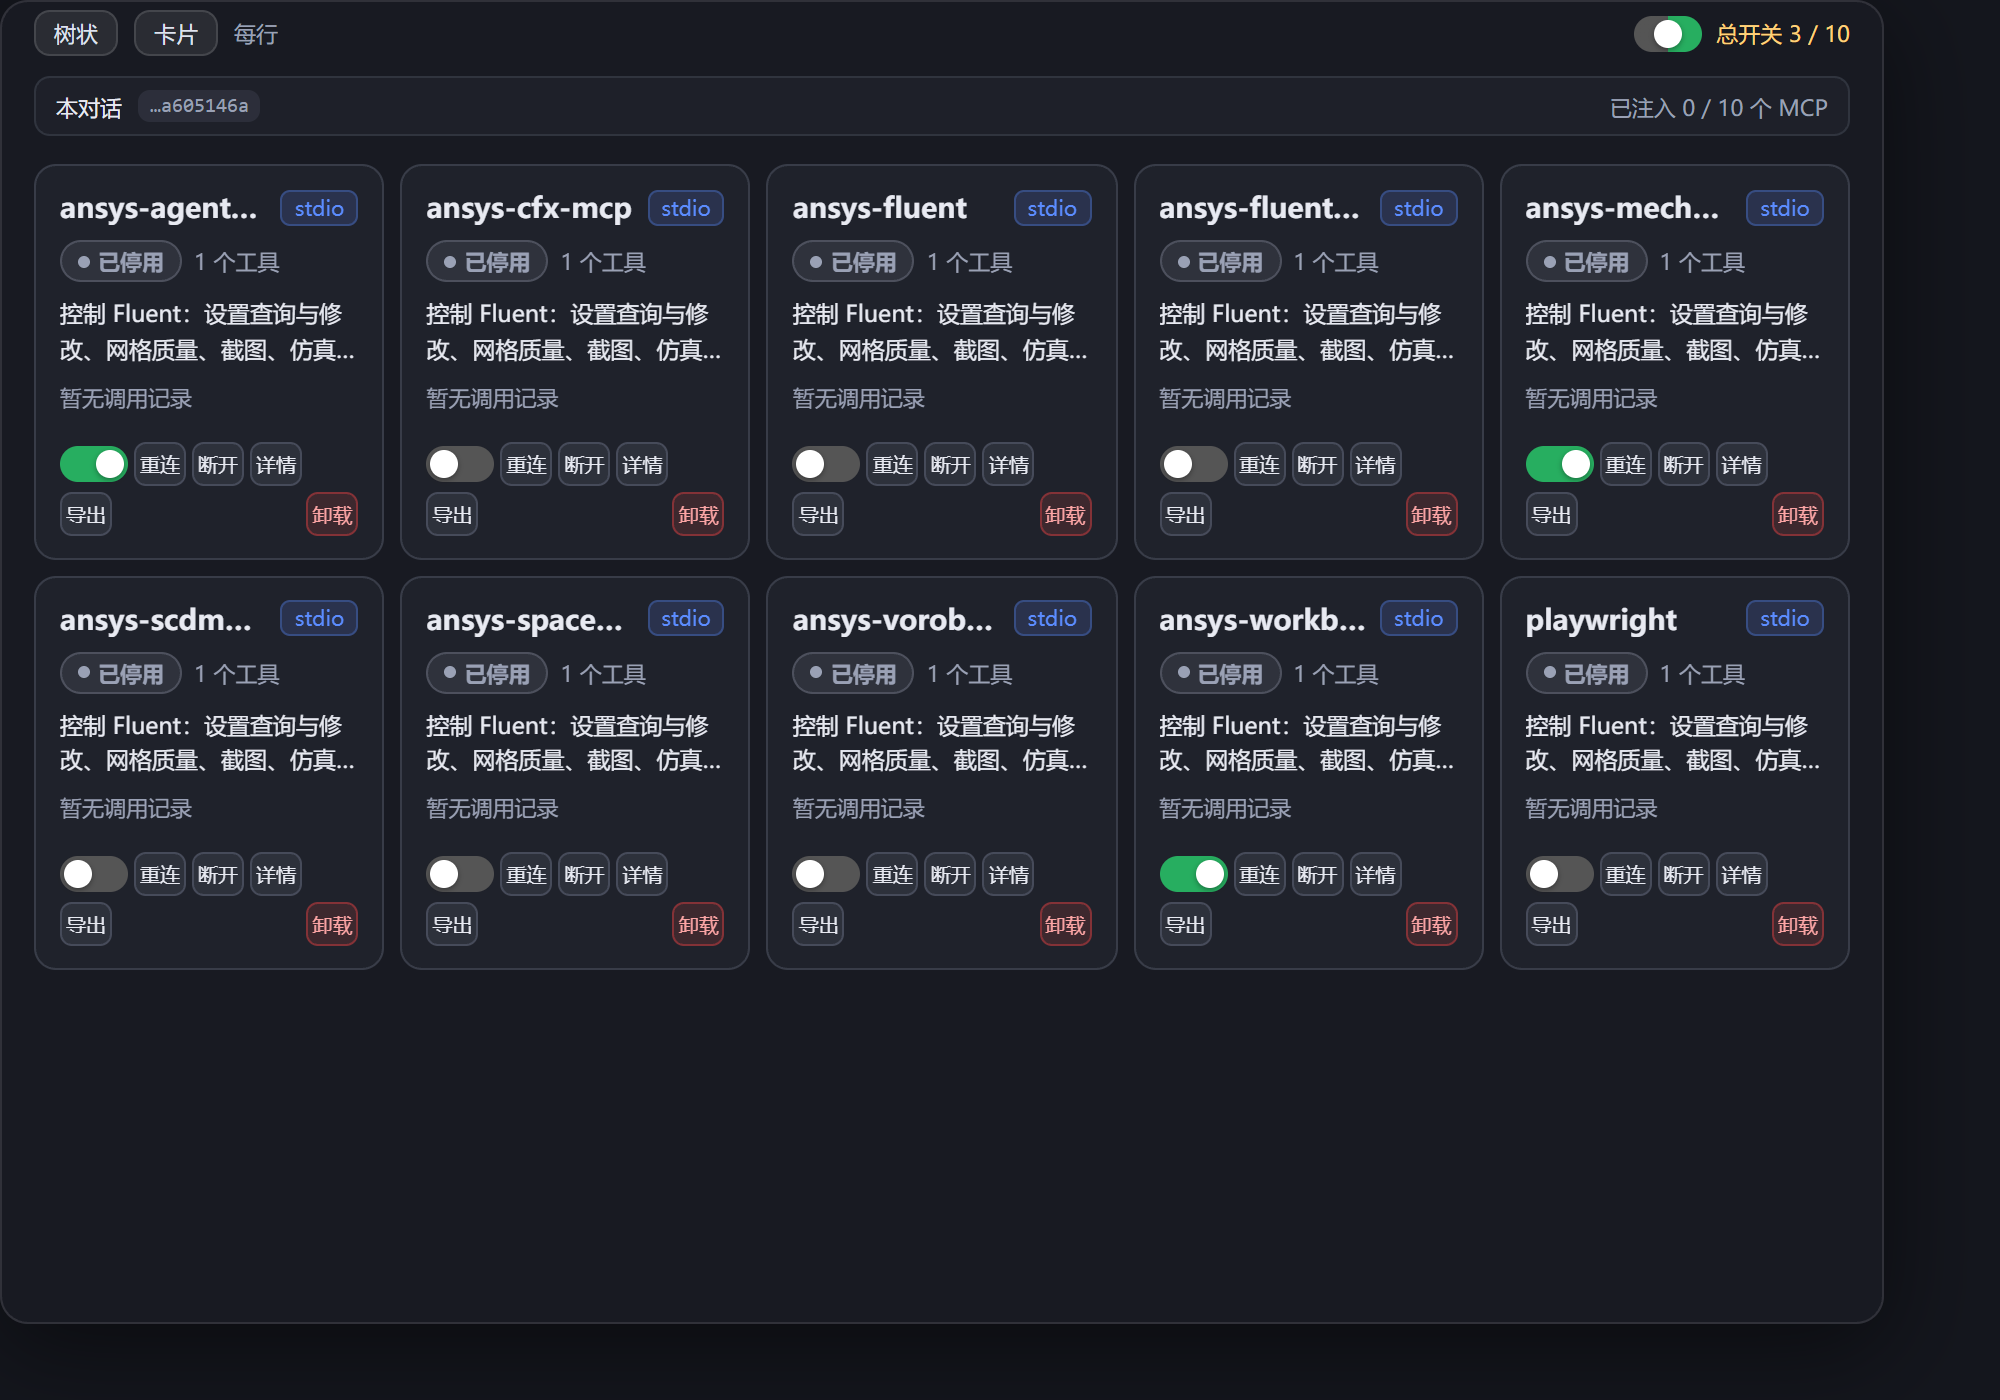 树状 卡片 每行 总开关 3 / 10
本对话 …a605146a 已注入 0 / 10 个 MCP
ansys-agent… stdio
已停用 1 个工具
控制 Fluent：设置查询与修
改、网格质量、截图、仿真…
暂无调用记录
重连 断开 详情
导出 卸载
ansys-cfx-mcp stdio
已停用 1 个工具
控制 Fluent：设置查询与修
改、网格质量、截图、仿真…
暂无调用记录
重连 断开 详情
导出 卸载
ansys-fluent stdio
已停用 1 个工具
控制 Fluent：设置查询与修
改、网格质量、截图、仿真…
暂无调用记录
重连 断开 详情
导出 卸载
ansys-fluent… stdio
已停用 1 个工具
控制 Fluent：设置查询与修
改、网格质量、截图、仿真…
暂无调用记录
重连 断开 详情
导出 卸载
ansys-mech… stdio
已停用 1 个工具
控制 Fluent：设置查询与修
改、网格质量、截图、仿真…
暂无调用记录
重连 断开 详情
导出 卸载
ansys-scdm… stdio
已停用 1 个工具
控制 Fluent：设置查询与修
改、网格质量、截图、仿真…
暂无调用记录
重连 断开 详情
导出 卸载
ansys-space… stdio
已停用 1 个工具
控制 Fluent：设置查询与修
改、网格质量、截图、仿真…
暂无调用记录
重连 断开 详情
导出 卸载
ansys-vorob… stdio
已停用 1 个工具
控制 Fluent：设置查询与修
改、网格质量、截图、仿真…
暂无调用记录
重连 断开 详情
导出 卸载
ansys-workb… stdio
已停用 1 个工具
控制 Fluent：设置查询与修
改、网格质量、截图、仿真…
暂无调用记录
重连 断开 详情
导出 卸载
playwright stdio
已停用 1 个工具
控制 Fluent：设置查询与修
改、网格质量、截图、仿真…
暂无调用记录
重连 断开 详情
导出 卸载